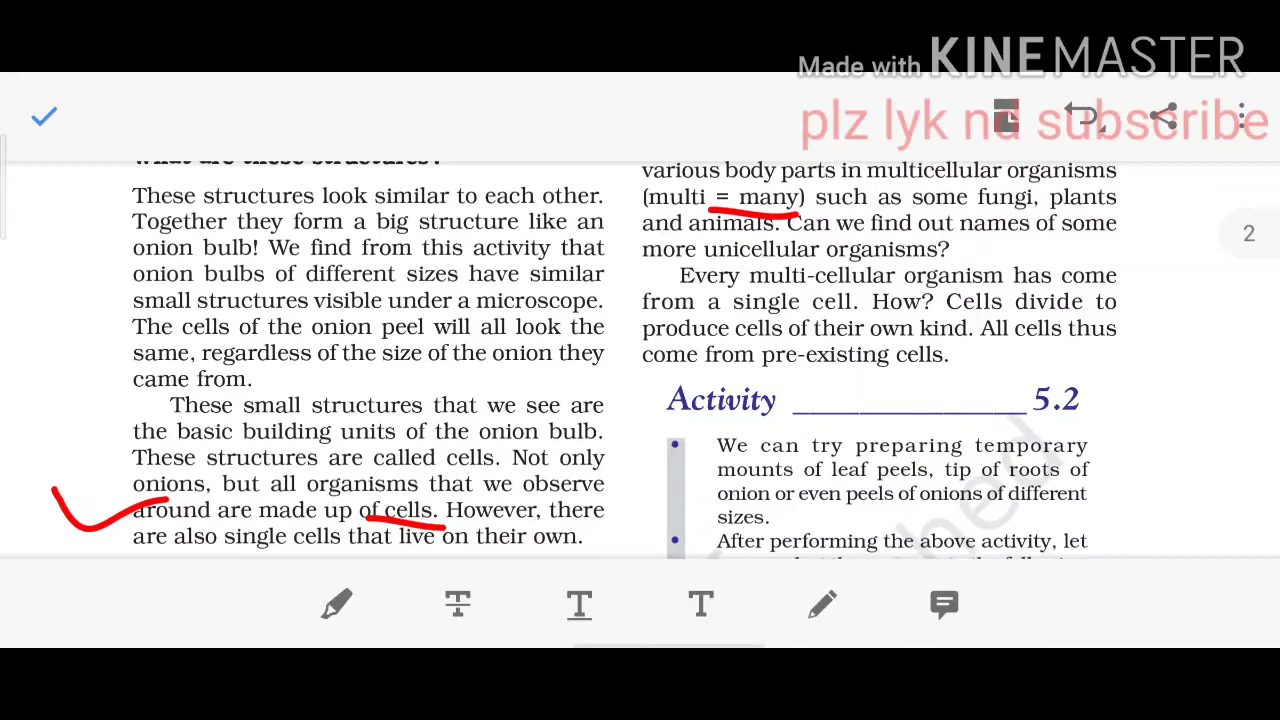 Made with KINEMASTER
plz lyk nd subscribe
What are these structures?
These structures look similar to each other.
Together they form a big structure like an
onion bulb! We find from this activity that
onion bulbs of different sizes have similar
small structures visible under a microscope.
The cells of the onion peel will all look the
same, regardless of the size of the onion they
came from.
These small structures that we see are
the basic building units of the onion bulb.
These structures are called cells. Not only
onions, but all organisms that we observe
around are made up of cells. However, there
are also single cells that live on their own.
various body parts in multicellular organisms
(multi = many) such as some fungi, plants
and animals. Can we find out names of some
more unicellular organisms?
Every multi-cellular organism has come
from a single cell. How? Cells divide to
produce cells of their own kind. All cells thus
come from pre-existing cells.
Activity ______________ 5.2
• We can try preparing temporary
mounts of leaf peels, tip of roots of
onion or even peels of onions of different
sizes.
• After performing the above activity, let
2